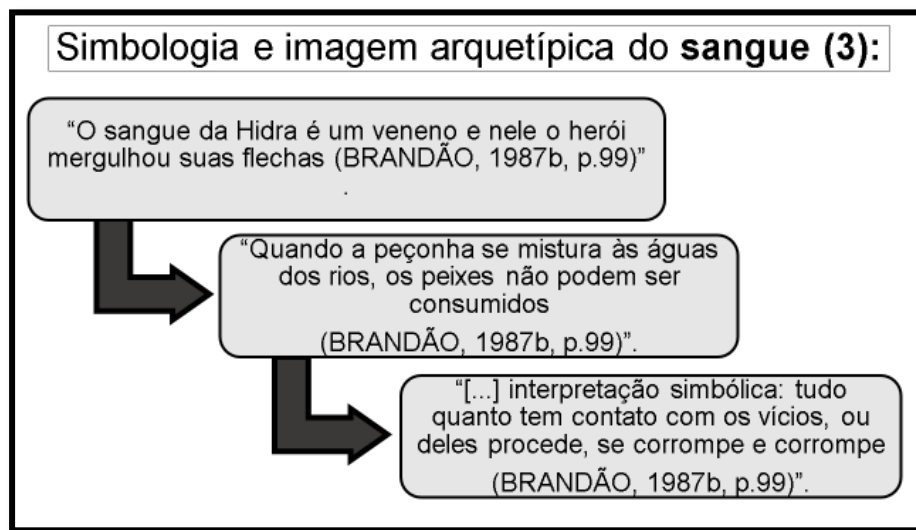 Simbologia e imagem arquetípica do sangue (3):
“O sangue da Hidra é um veneno e nele o herói
mergulhou suas flechas (BRANDÃO, 1987b, p.99)”
.
“Quando a peçonha se mistura às águas
dos rios, os peixes não podem ser
consumidos
(BRANDÃO, 1987b, p.99)”.
“[...] interpretação simbólica: tudo
quanto tem contato com os vícios, ou
deles procede, se corrompe e corrompe
(BRANDÃO, 1987b, p.99)”.